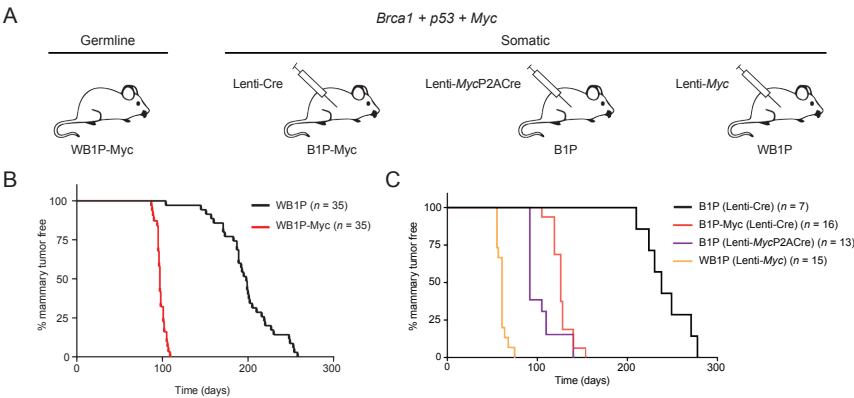 A
Brca1 + p53 + Myc
Germline
Somatic
Lenti-Cre
Lenti-MycP2ACre
Lenti-Myc
WB1P-Myc
B1P-Myc
B1P
WB1P
B
% mammary tumor free
100
75
50
25
0
0
100
200
300
Time (days)
WB1P (n = 35)
WB1P-Myc (n = 35)
C
% mammary tumor free
100
75
50
25
0
0
100
200
300
Time (days)
B1P (Lenti-Cre) (n = 7)
B1P-Myc (Lenti-Cre) (n = 16)
B1P (Lenti-MycP2ACre) (n = 13)
WB1P (Lenti-Myc) (n = 15)